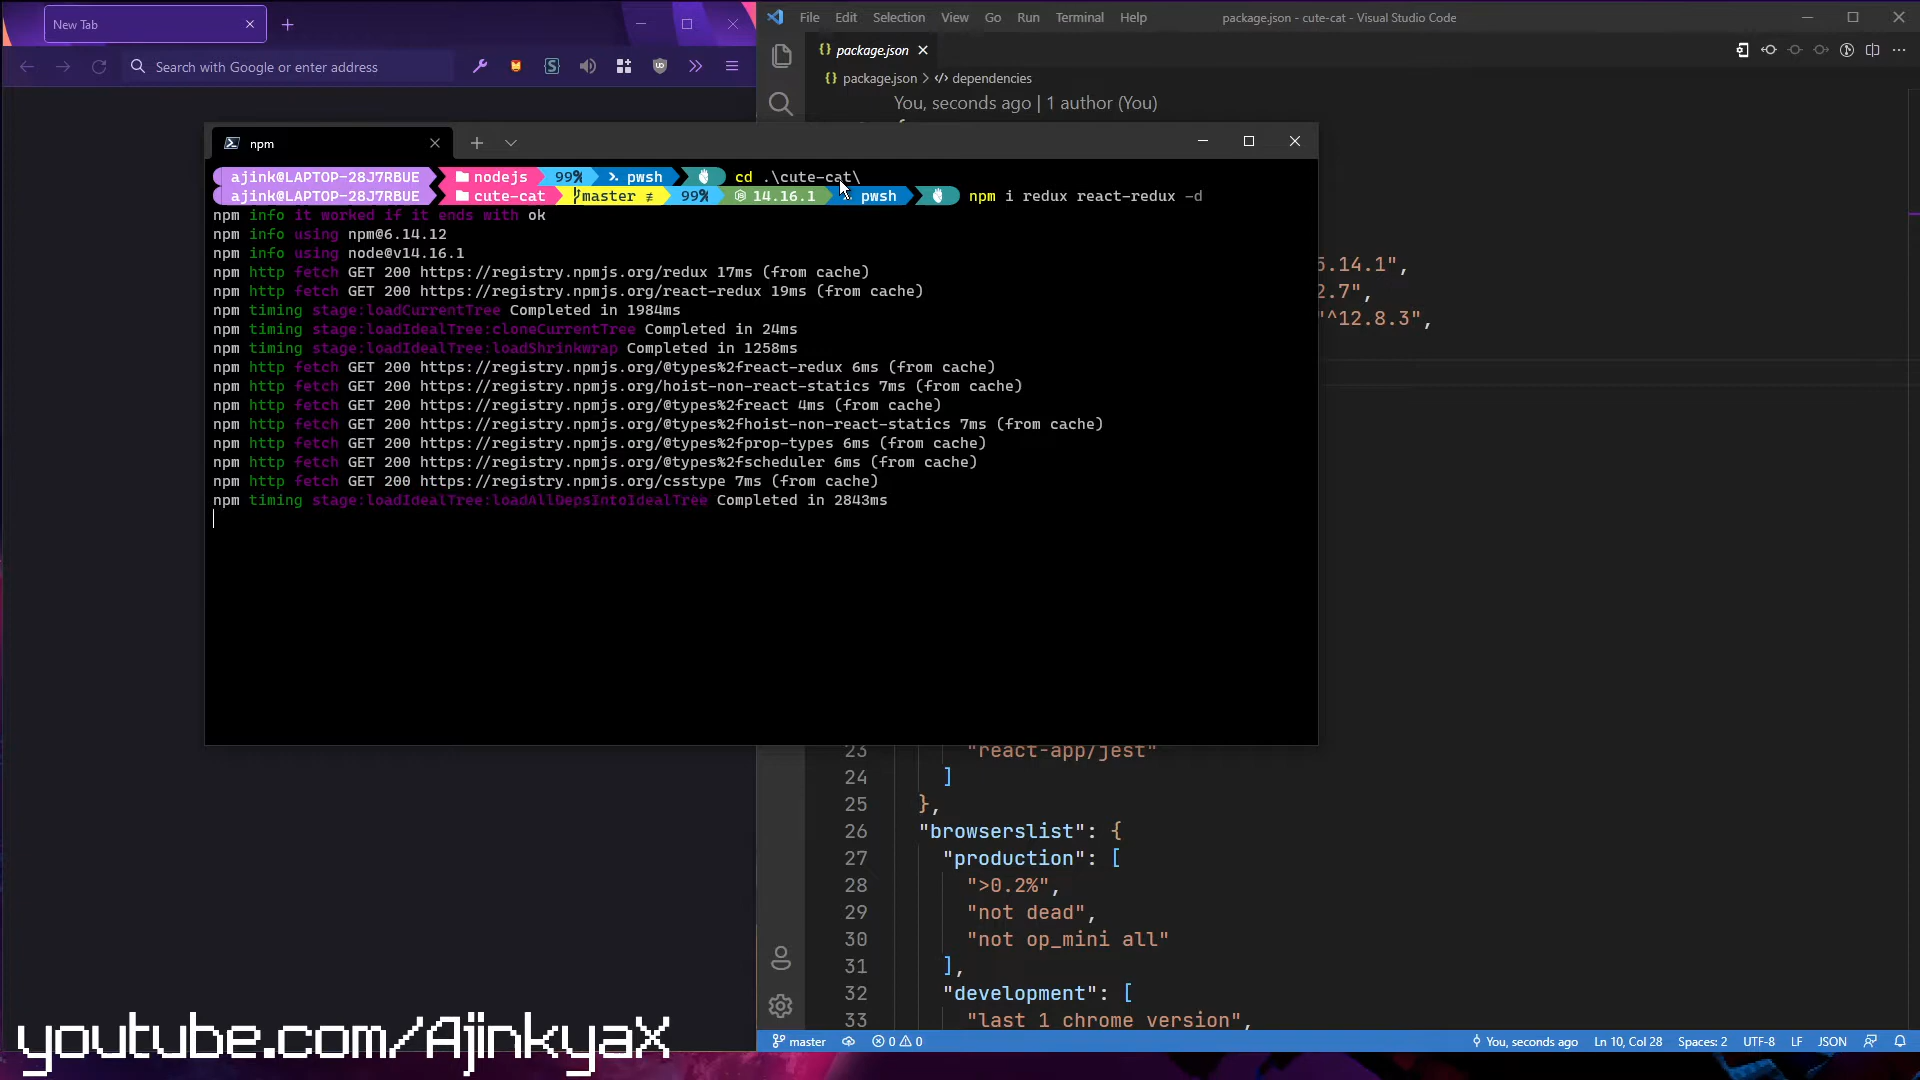 New Tab
File Edit Selection View Go Run Terminal Help
package.json - cute-cat - Visual Studio Code
Search with Google or enter address
package.json
package.json > dependencies
You, seconds ago | 1 author (You)
npm
ajink@LAPTOP-28J7RBUE nodejs 99% pwsh cd .\cute-cat\
ajink@LAPTOP-28J7RBUE cute-cat master ≢ 99% 14.16.1 pwsh npm i redux react-redux -d
npm info it worked if it ends with ok
npm info using npm@6.14.12
npm info using node@v14.16.1
npm http fetch GET 200 https://registry.npmjs.org/redux 17ms (from cache)
npm http fetch GET 200 https://registry.npmjs.org/react-redux 19ms (from cache)
npm timing stage:loadCurrentTree Completed in 1984ms
npm timing stage:loadIdealTree:cloneCurrentTree Completed in 24ms
npm timing stage:loadIdealTree:loadShrinkwrap Completed in 1258ms
npm http fetch GET 200 https://registry.npmjs.org/@types%2freact-redux 6ms (from cache)
npm http fetch GET 200 https://registry.npmjs.org/hoist-non-react-statics 7ms (from cache)
npm http fetch GET 200 https://registry.npmjs.org/@types%2freact 4ms (from cache)
npm http fetch GET 200 https://registry.npmjs.org/@types%2fhoist-non-react-statics 7ms (from cache)
npm http fetch GET 200 https://registry.npmjs.org/@types%2fprop-types 6ms (from cache)
npm http fetch GET 200 https://registry.npmjs.org/@types%2fscheduler 6ms (from cache)
npm http fetch GET 200 https://registry.npmjs.org/csstype 7ms (from cache)
npm timing stage:loadIdealTree:loadAllDepsIntoIdealTree Completed in 2843ms
5.14.1",
2.7",
"^12.8.3",
23 "react-app/jest"
24 ]
25 },
26 "browserslist": {
27 "production": [
28 ">0.2%",
29 "not dead",
30 "not op_mini all"
31 ],
32 "development": [
33 "last 1 chrome version",
youtube.com/AjinkyaX
master 0 0 You, seconds ago Ln 10, Col 28 Spaces: 2 UTF-8 LF JSON